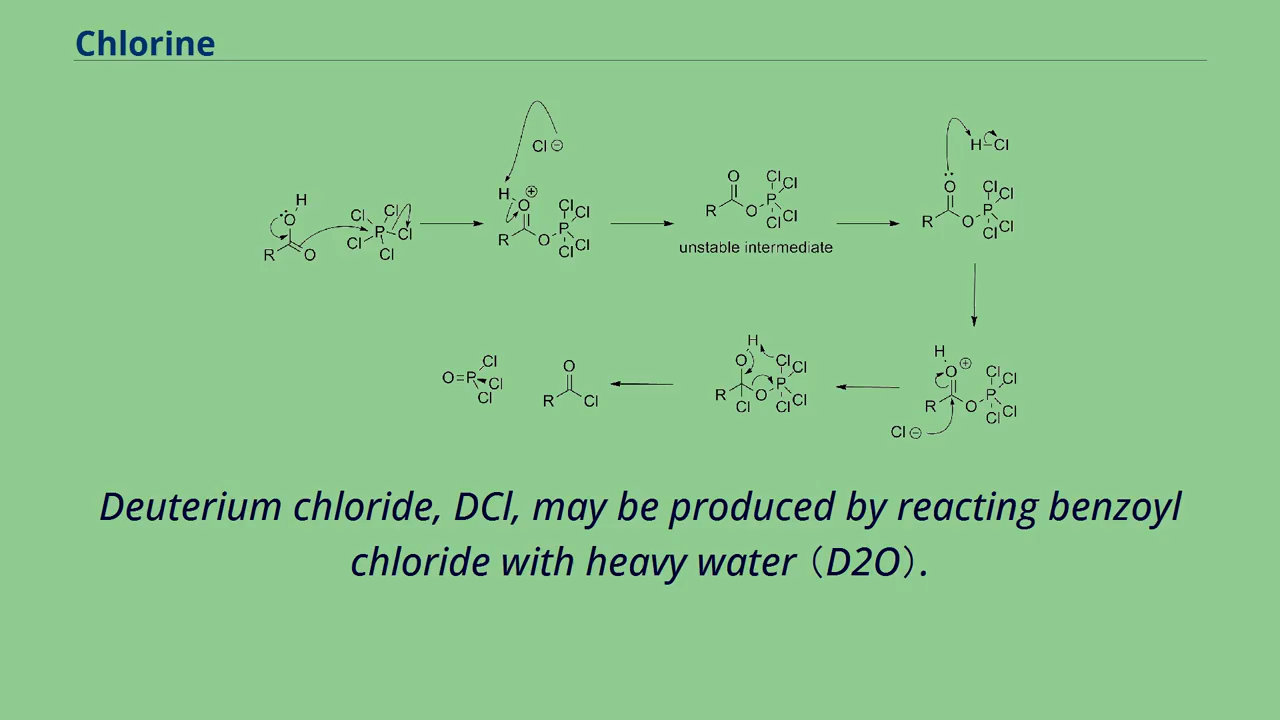 Chlorine
Cl ⊖
H–Cl
H
O
R
O
Cl
Cl
P
Cl
Cl
Cl
H ⊕
O
R
O
P
Cl
Cl
Cl
Cl
O
R
O
P
Cl
Cl
Cl
Cl
unstable intermediate
O
R
O
P
Cl
Cl
Cl
Cl
O=P
Cl
Cl
Cl
O
R
Cl
H
O
R
Cl
O
P
Cl
Cl
Cl
Cl
H
O ⊕
R
O
P
Cl
Cl
Cl
Cl
Cl ⊖
Deuterium chloride, DCl, may be produced by reacting benzoyl
chloride with heavy water (D2O).